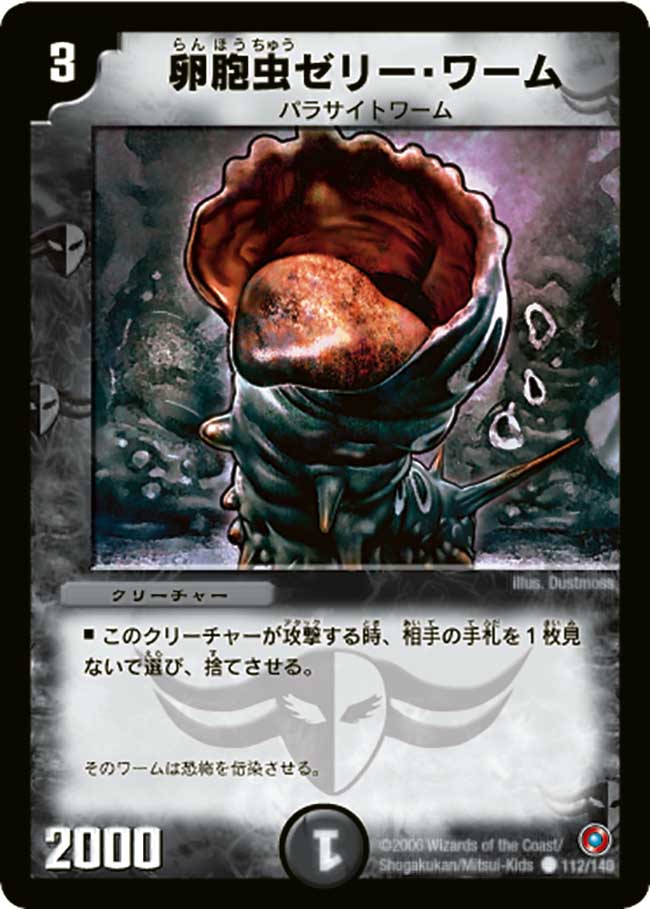 3
らんほうちゅう
卵胞虫ゼリー・ワーム
パラサイトワーム
illus. Dustmoss
クリーチャー
■ このクリーチャーが攻撃する時、相手の手札を1枚見
ないで選び、捨てさせる。
そのワームは恐怖を伝染させる。
2000
1
©2006 Wizards of the Coast/
Shogakukan/Mitsui-Kids
112/140